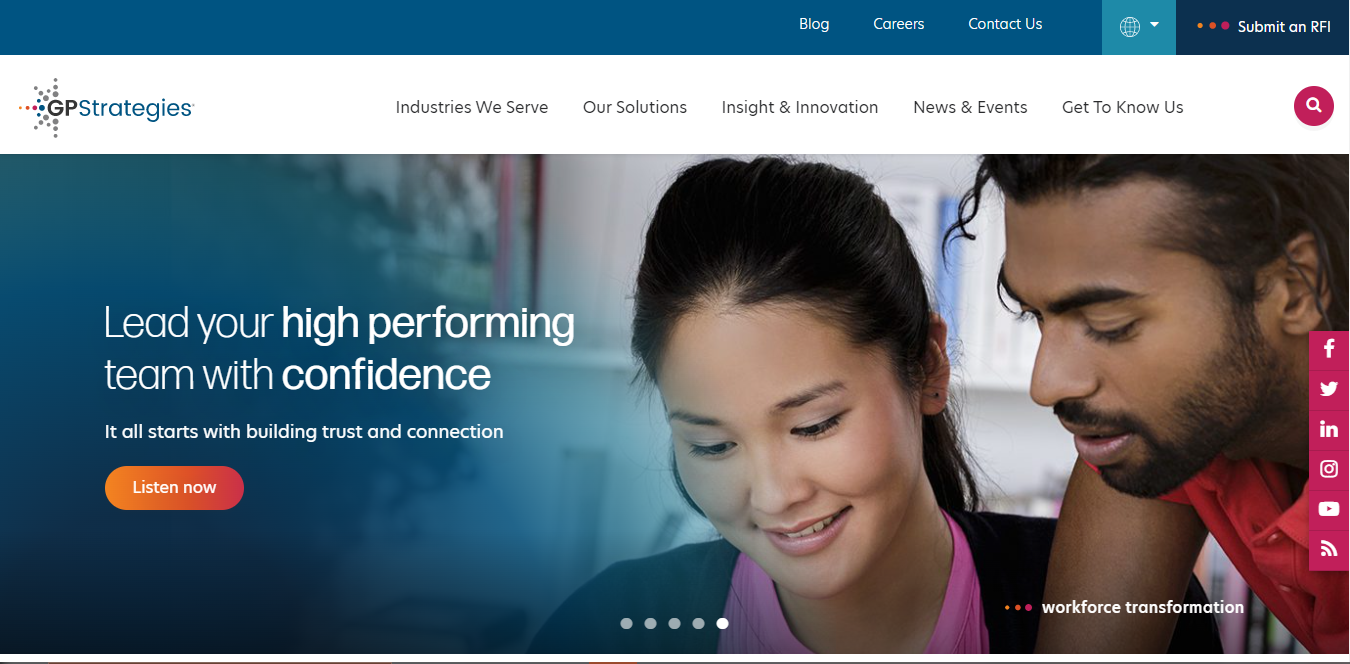 Blog
Careers
Contact Us
Submit an RFI
GPStrategies
Industries We Serve
Our Solutions
Insight & Innovation
News & Events
Get To Know Us
Lead your high performing
team with confidence
It all starts with building trust and connection
Listen now
workforce transformation